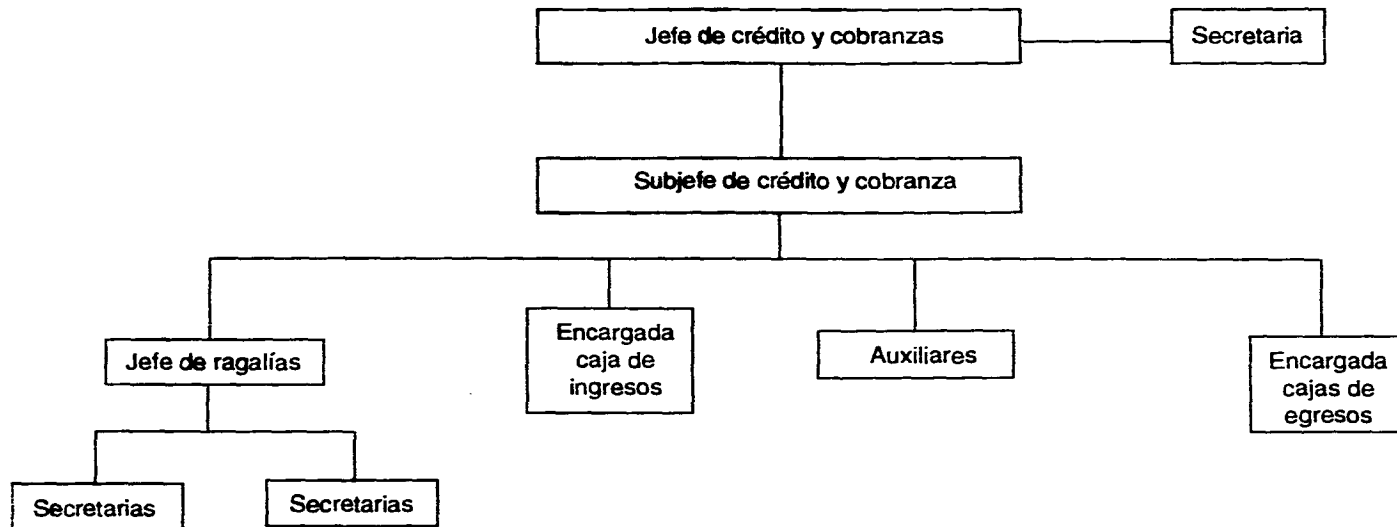 Jefe de crédito y cobranzas
Secretaria
Subjefe de crédito y cobranza
Jefe de ragalías
Encargada
caja de
ingresos
Auxiliares
Encargada
cajas de
egresos
Secretarias
Secretarias